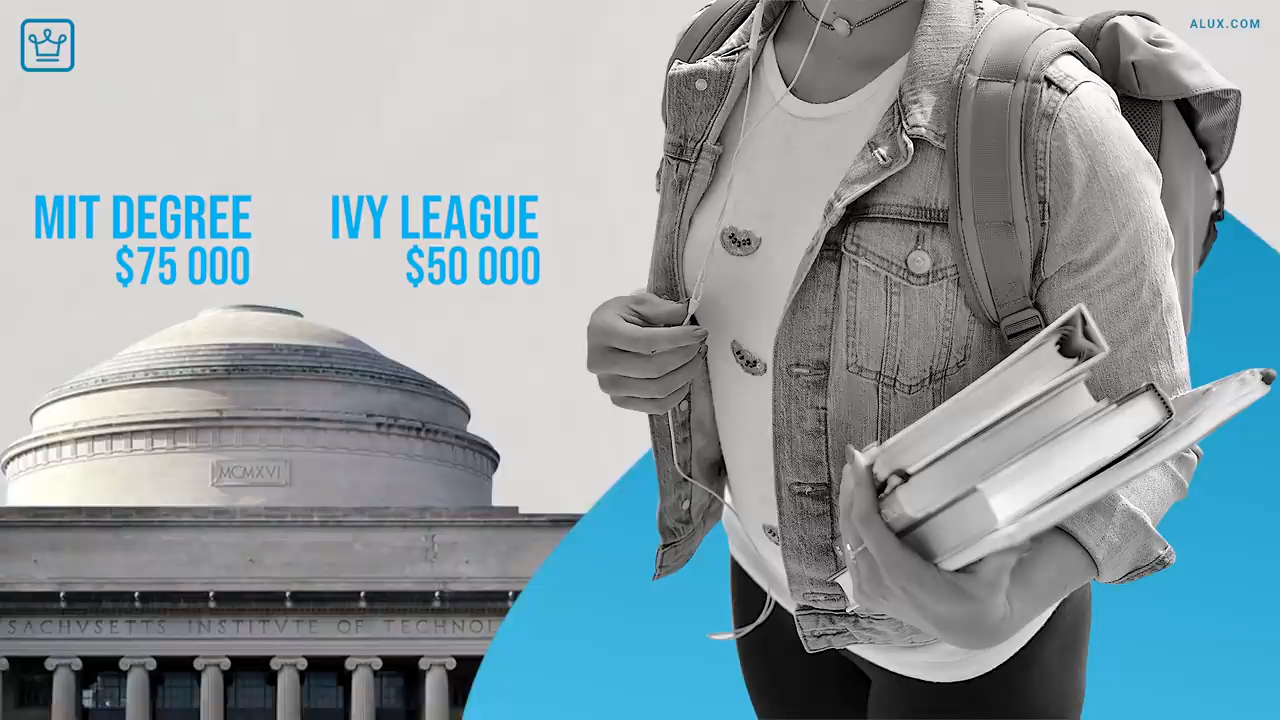 ALUX.COM
MIT DEGREE
$75 000
IVY LEAGUE
$50 000
MCMXVI
SACHVSETTS INSTITVTE OF TECHNOL